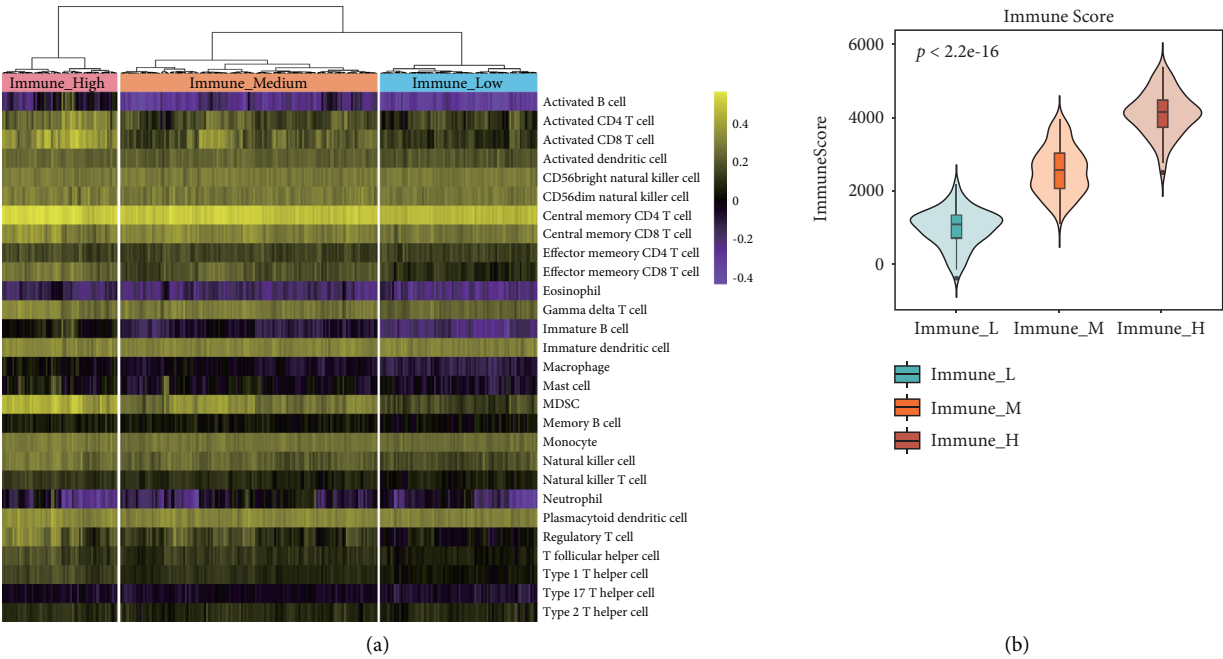 Immune_High
Immune_Medium
Immune_Low
Activated B cell
Activated CD4 T cell
Activated CD8 T cell
Activated dendritic cell
CD56bright natural killer cell
CD56dim natural killer cell
Central memory CD4 T cell
Central memory CD8 T cell
Effector memeory CD4 T cell
Effector memeory CD8 T cell
Eosinophil
Gamma delta T cell
Immature B cell
Immature dendritic cell
Macrophage
Mast cell
MDSC
Memory B cell
Monocyte
Natural killer cell
Natural killer T cell
Neutrophil
Plasmacytoid dendritic cell
Regulatory T cell
T follicular helper cell
Type 1 T helper cell
Type 17 T helper cell
Type 2 T helper cell
0.4
0.2
0
-0.2
-0.4
(a)
Immune Score
p < 2.2e-16
ImmuneScore
6000
4000
2000
0
Immune_L
Immune_M
Immune_H
Immune_L
Immune_M
Immune_H
(b)